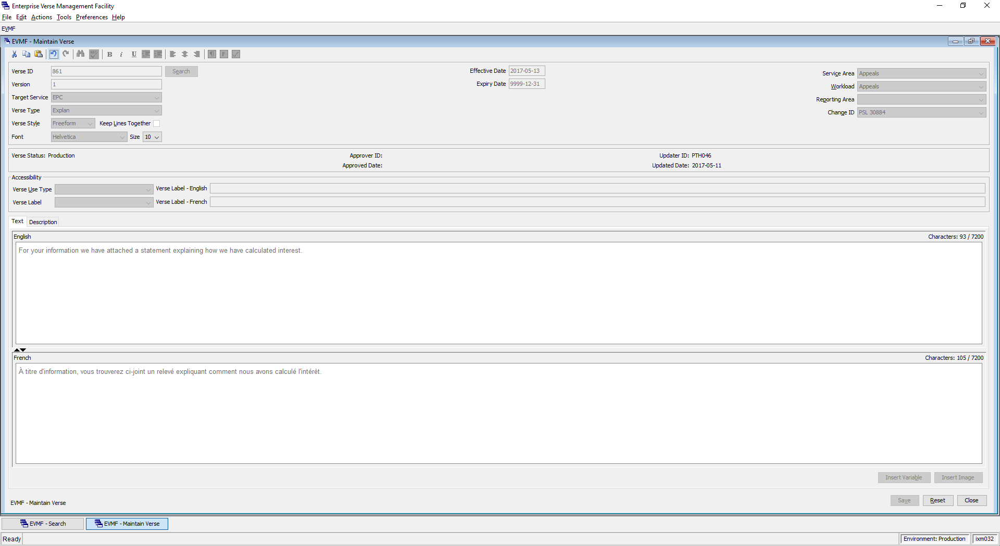 Enterprise Verse Management Facility
File Edit Actions Tools Preferences Help
EVMF
EVMF - Maintain Verse
ABC B i U ¶ F
Verse ID 861 Search Effective Date 2017-05-13 Service Area Appeals
Version 1 Expiry Date 9999-12-31 Workload Appeals
Target Service EPC Reporting Area
Verse Type Explan Change ID PSL 30884
Verse Style Freeform Keep Lines Together
Font Helvetica Size 10
Verse Status: Production Approver ID: Updater ID: PTH046
Approved Date: Updated Date: 2017-05-11
Accessibility
Verse Use Type Verse Label - English
Verse Label Verse Label - French
Text Description
English Characters: 93 / 7200
For your information we have attached a statement explaining how we have calculated interest.
French Characters: 105 / 7200
À titre d'information, vous trouverez ci-joint un relevé expliquant comment nous avons calculé l'intérèt.
Insert Variable Insert Image
EVMF - Maintain Verse Save Reset Close
EVMF - Search EVMF - Maintain Verse
Ready Environment: Production ixm032